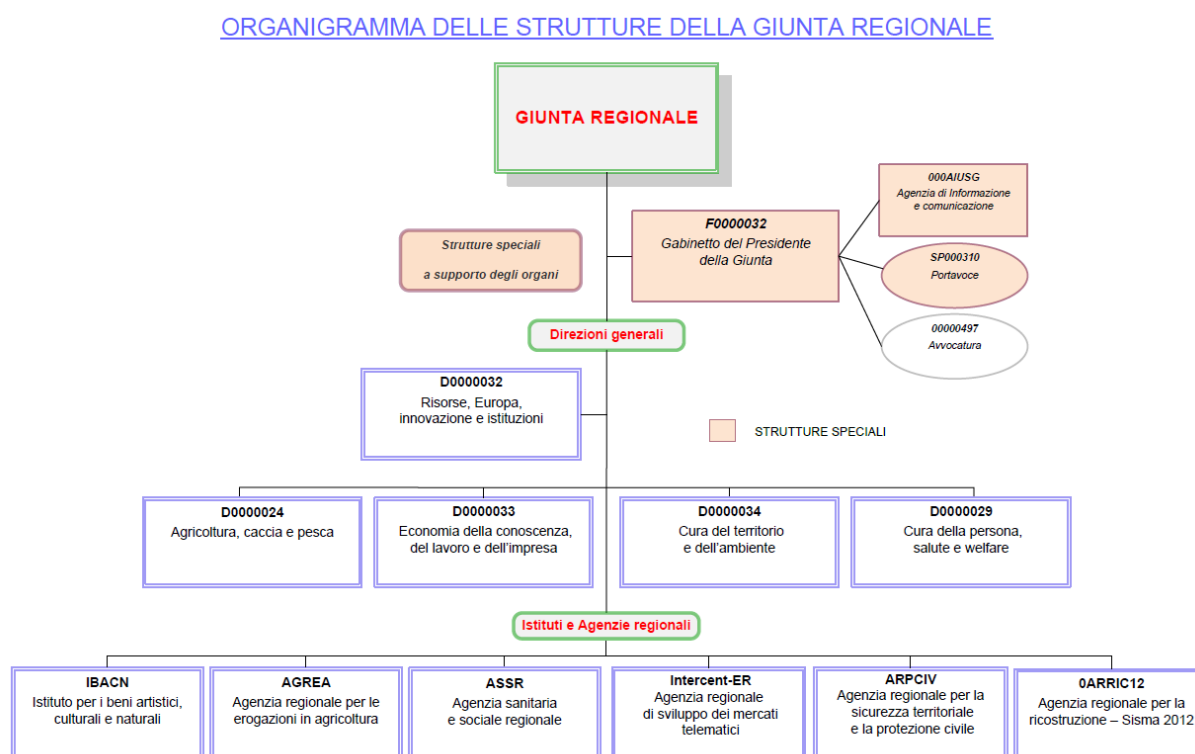 ORGANIGRAMMA DELLE STRUTTURE DELLA GIUNTA REGIONALE
GIUNTA REGIONALE
000AIUSG
Agenzia di Informazione
e comunicazione
F0000032
Gabinetto del Presidente
della Giunta
Strutture speciali
a supporto degli organi
SP000310
Portavoce
00000497
Avvocatura
Direzioni generali
D0000032
Risorse, Europa,
innovazione e istituzioni
STRUTTURE SPECIALI
D0000024
Agricoltura, caccia e pesca
D0000033
Economia della conoscenza,
del lavoro e dell'impresa
D0000034
Cura del territorio
e dell'ambiente
D0000029
Cura della persona,
salute e welfare
Istituti e Agenzie regionali
IBACN
Istituto per i beni artistici,
culturali e naturali
AGREA
Agenzia regionale per le
erogazioni in agricoltura
ASSR
Agenzia sanitaria
e sociale regionale
Intercent-ER
Agenzia regionale
di sviluppo dei mercati
telematici
ARPCIV
Agenzia regionale per la
sicurezza territoriale
e la protezione civile
0ARRIC12
Agenzia regionale per la
ricostruzione – Sisma 2012